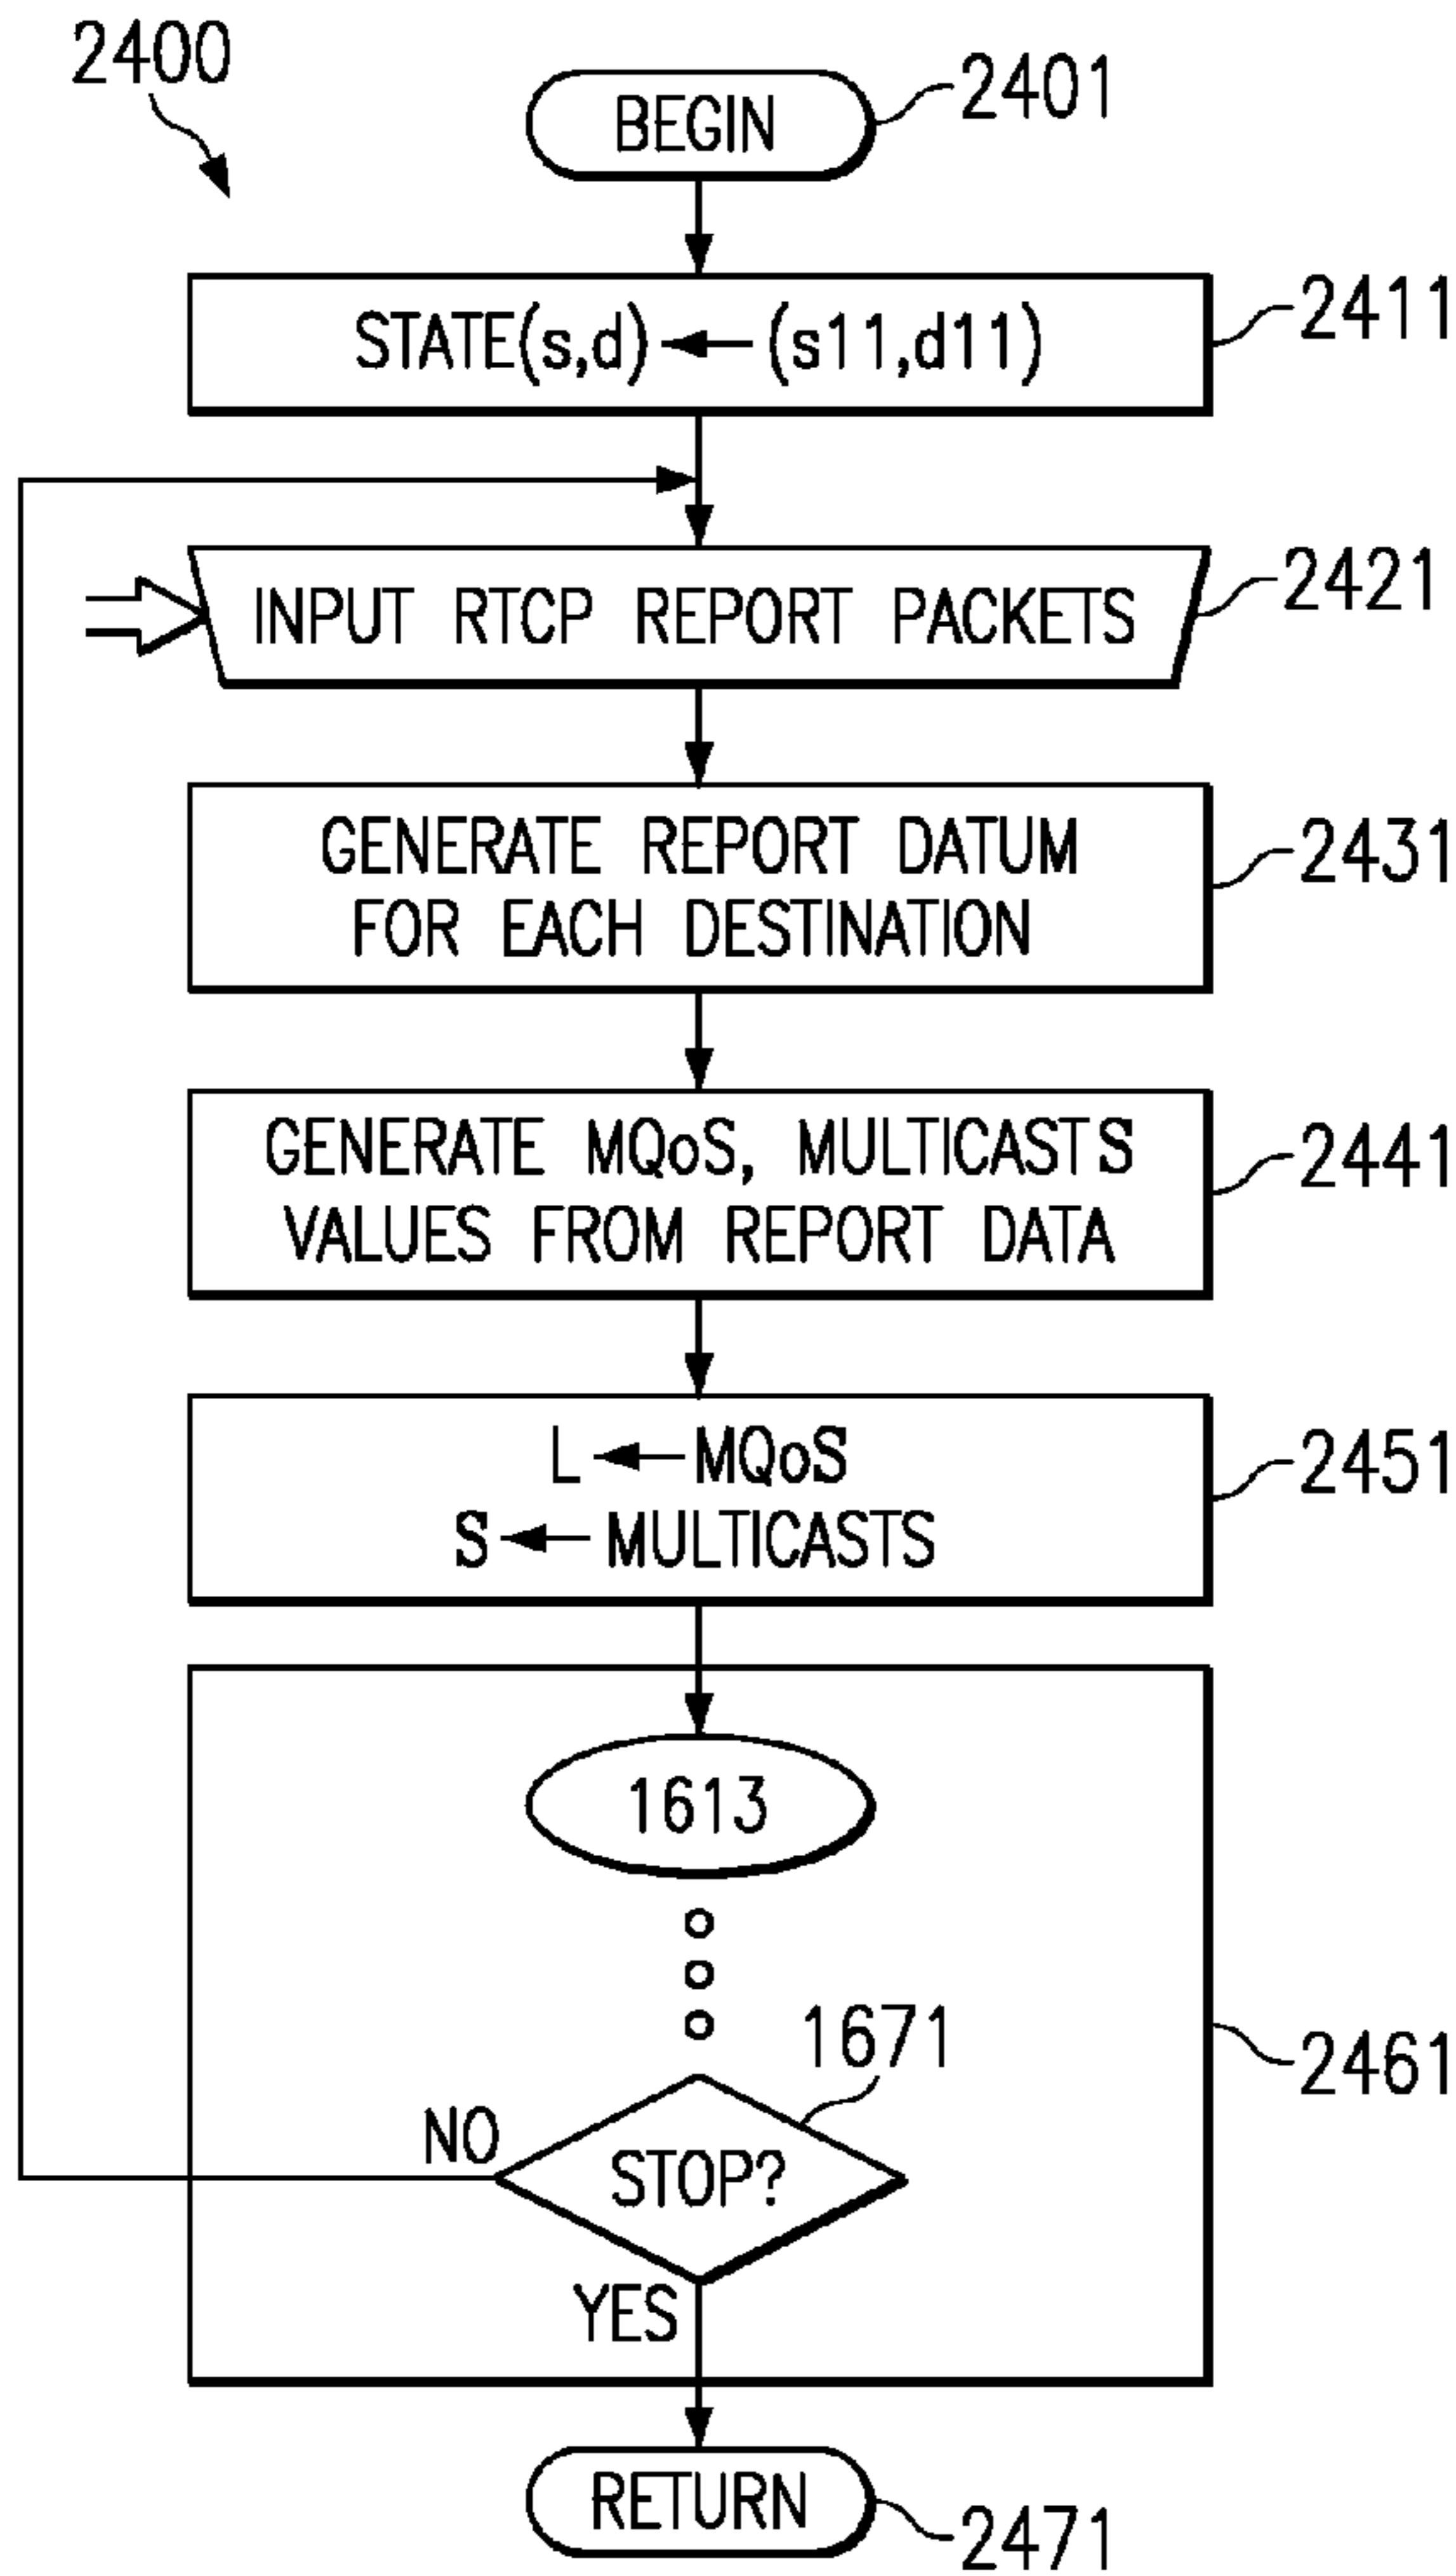 2400
BEGIN
2401
STATE(s,d) ← (s11,d11)
2411
INPUT RTCP REPORT PACKETS
2421
GENERATE REPORT DATUM
FOR EACH DESTINATION
2431
GENERATE MQoS, MULTICASTS
VALUES FROM REPORT DATA
2441
L ← MQoS
S ← MULTICASTS
2451
1613
1671
2461
NO
STOP?
YES
RETURN
2471